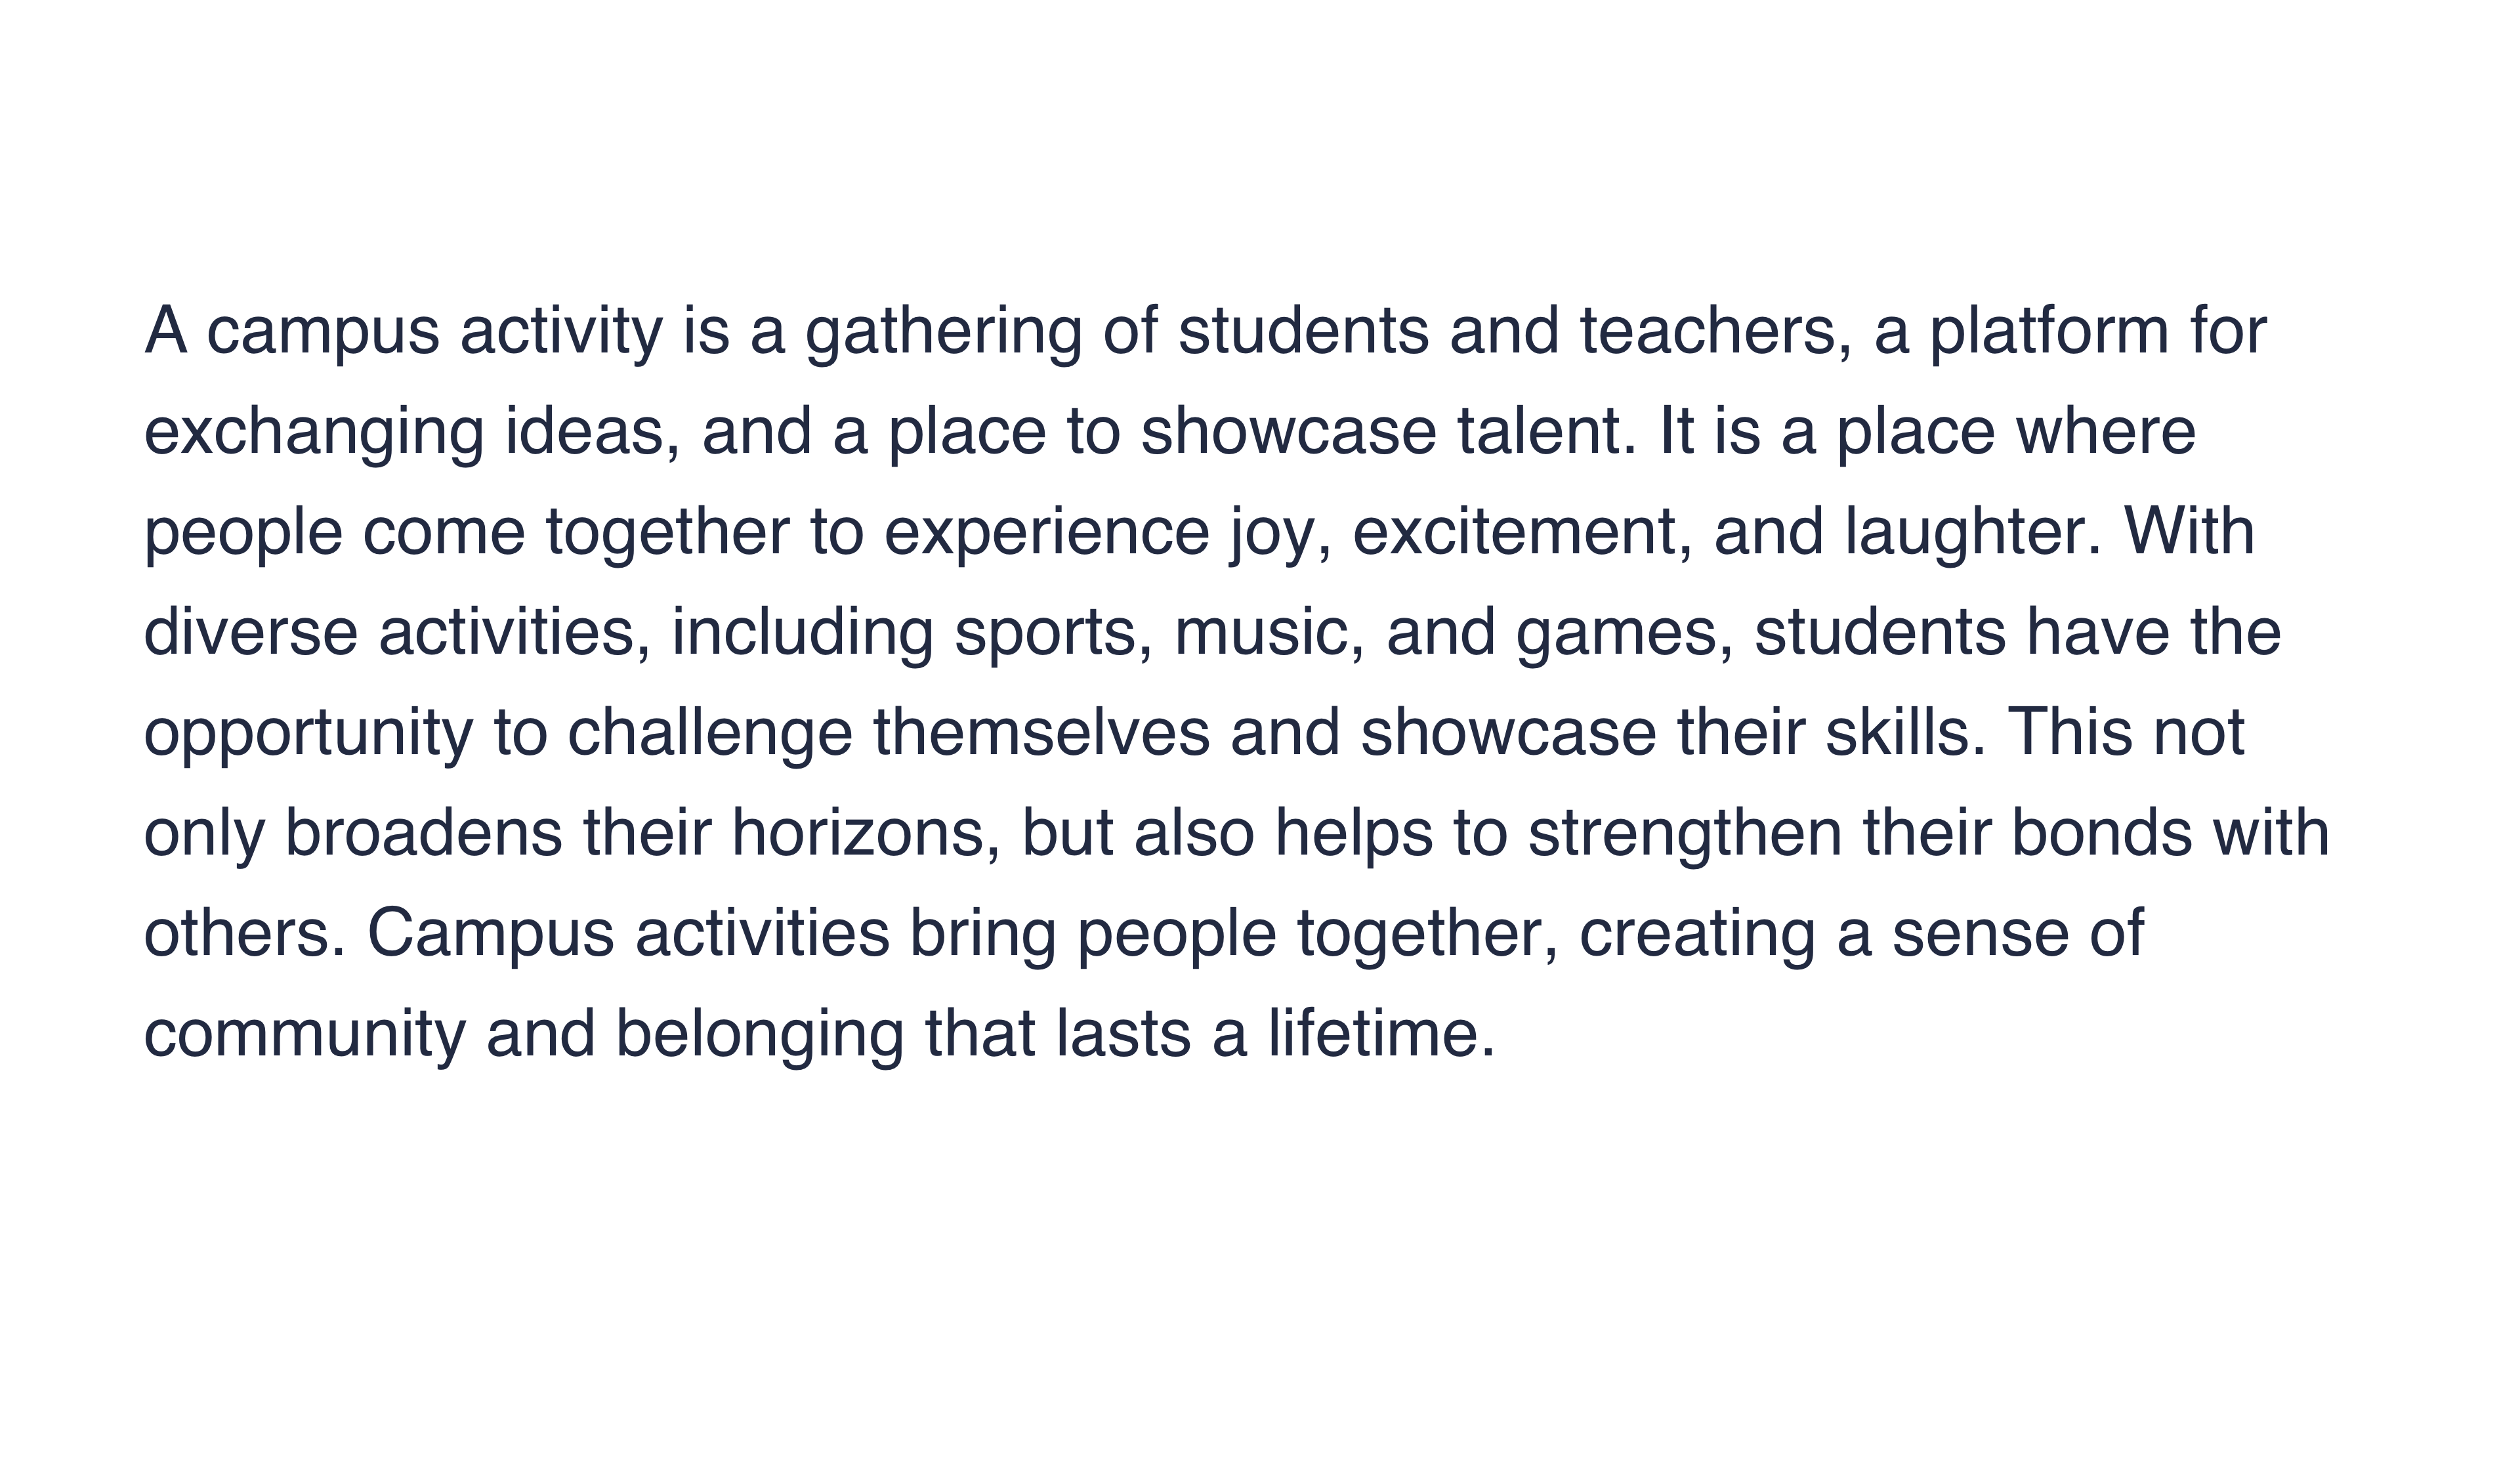 A campus activity is a gathering of students and teachers, a platform for
exchanging ideas, and a place to showcase talent. It is a place where
people come together to experience joy, excitement, and laughter. With
diverse activities, including sports, music, and games, students have the
opportunity to challenge themselves and showcase their skills. This not
only broadens their horizons, but also helps to strengthen their bonds with
others. Campus activities bring people together, creating a sense of
community and belonging that lasts a lifetime.